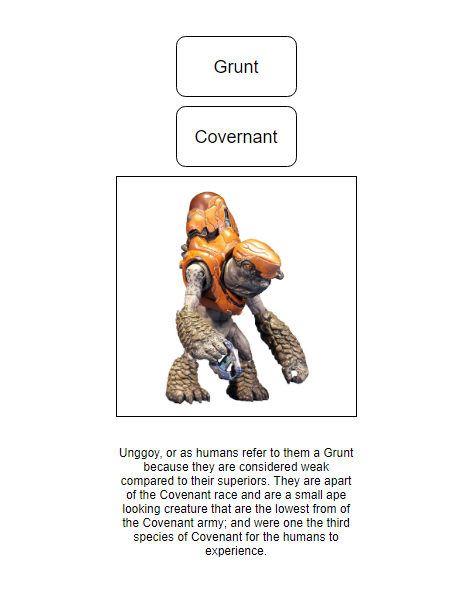 Grunt
Covernant
Unggoy, or as humans refer to them a Grunt
because they are considered weak
compared to their superiors. They are apart
of the Covenant race and are a small ape
looking creature that are the lowest from of
the Covenant army; and were one the third
species of Covenant for the humans to
experience.